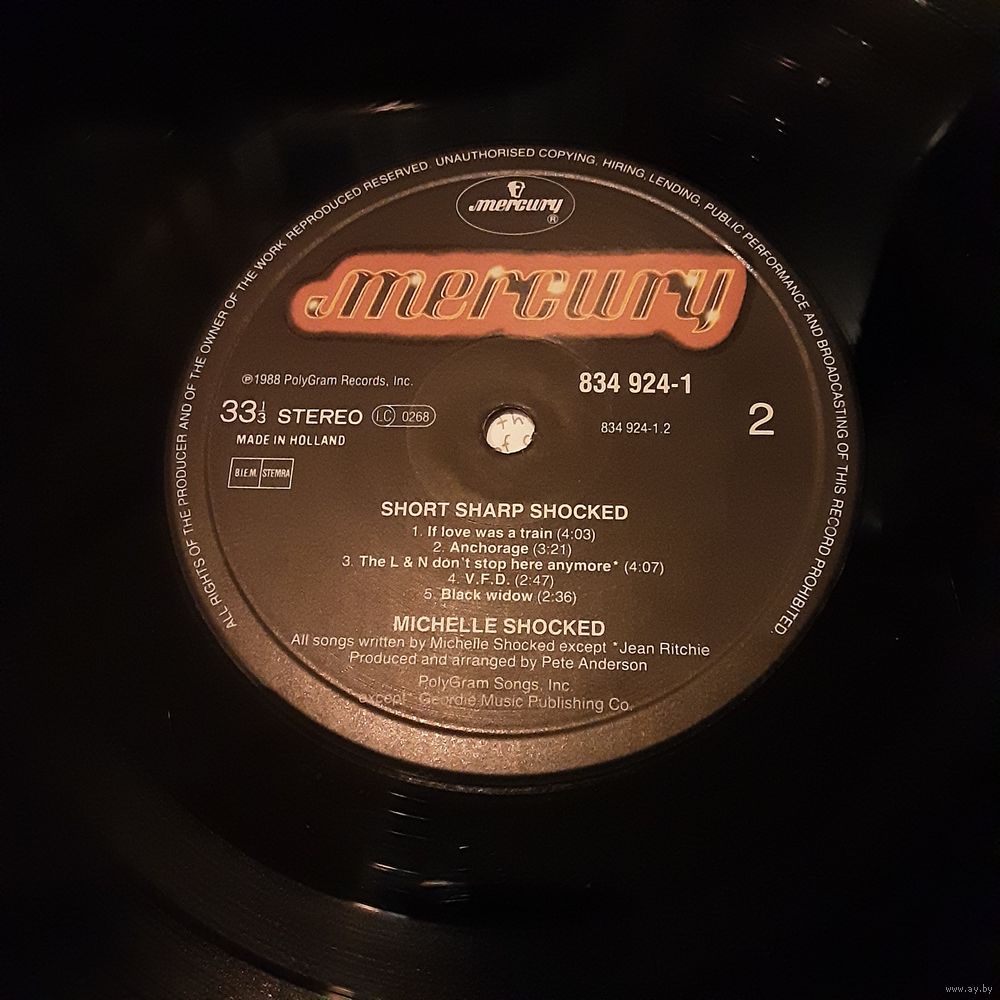 ALL RIGHTS OF THE PRODUCER AND OF THE OWNER OF THE WORK REPRODUCED RESERVED. UNAUTHORISED COPYING, HIRING, LENDING, PUBLIC PERFORMANCE AND BROADCASTING OF THIS RECORD PROHIBITED.
mercury ®
mercury
℗1988 PolyGram Records, Inc.
834 924-1
33⅓ STEREO LC 0268
834 924-1.2
2
MADE IN HOLLAND
B.I.E.M. STEMRA
SHORT SHARP SHOCKED
1. If love was a train (4:03)
2. Anchorage (3:21)
3. The L & N don't stop here anymore* (4:07)
4. V.F.D. (2:47)
5. Black widow (2:36)
MICHELLE SHOCKED
All songs written by Michelle Shocked except *Jean Ritchie
Produced and arranged by Pete Anderson
PolyGram Songs, Inc.
except* Geordie Music Publishing Co.
www.ay.by